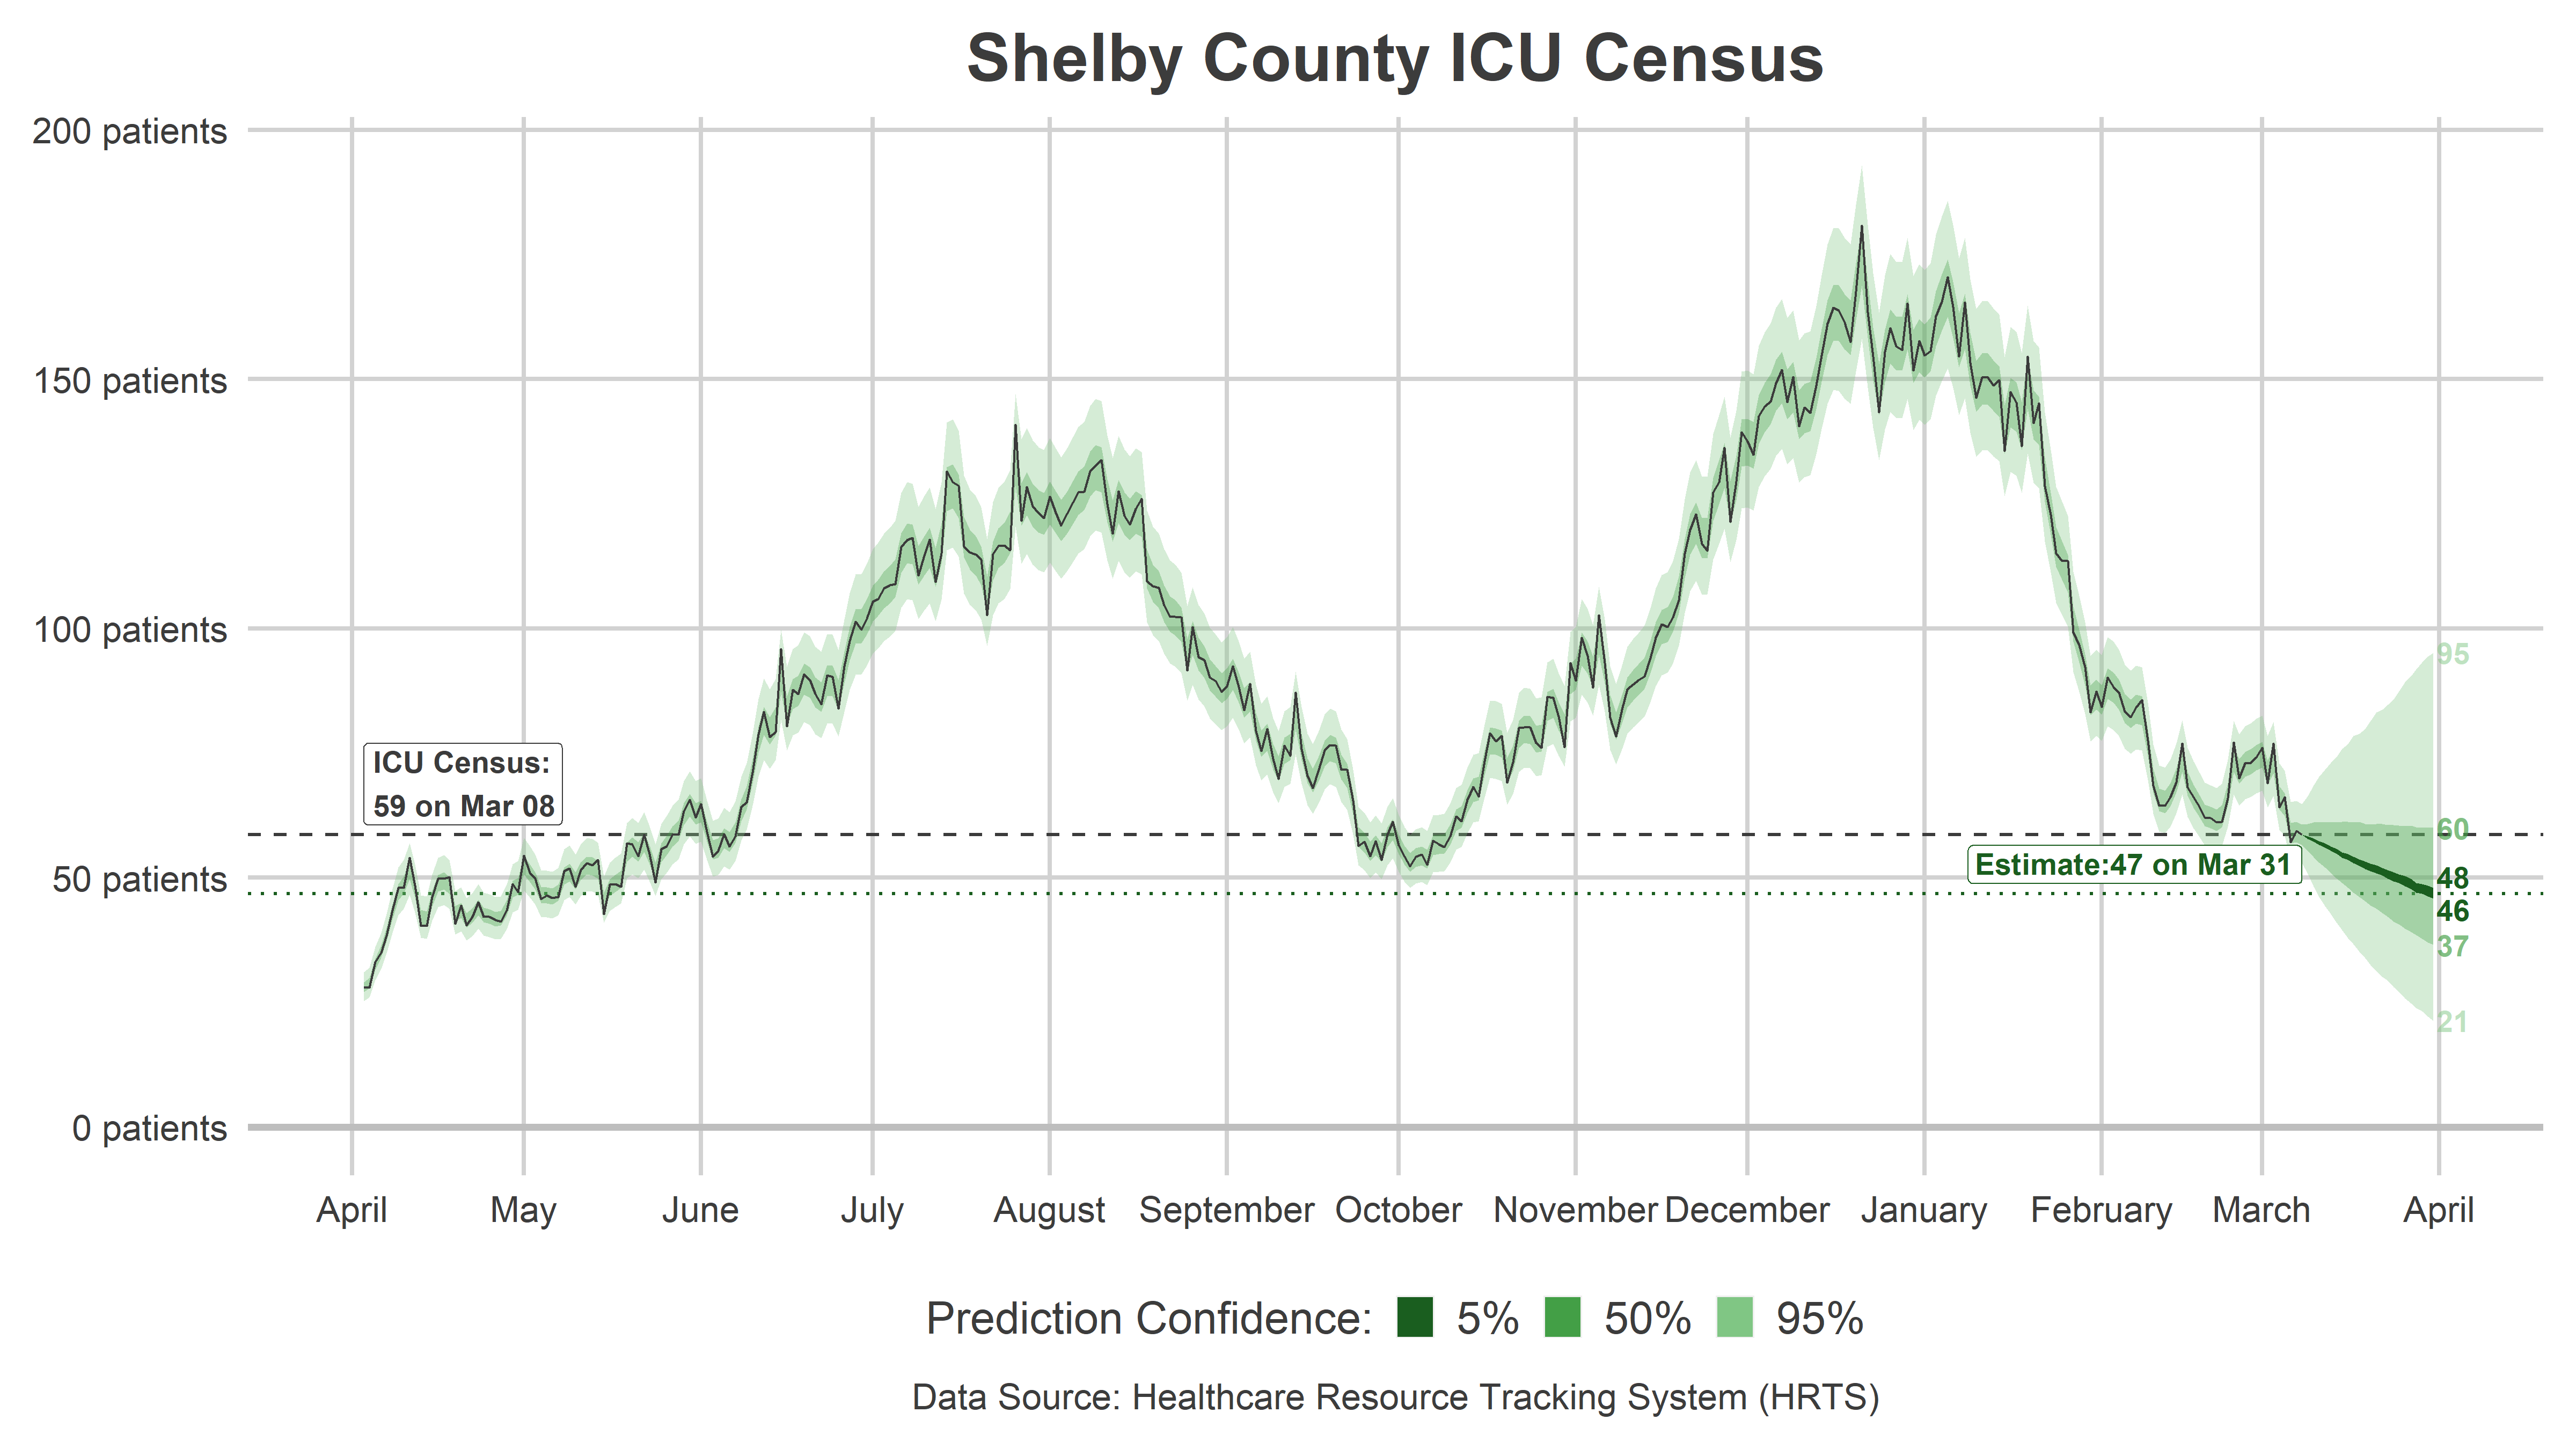 Shelby County ICU Census
200 patients
150 patients
100 patients
50 patients
0 patients
ICU Census:
59 on Mar 08
Estimate:47 on Mar 31
95
60
48
46
37
21
April May June July August September October November December January February March April
Prediction Confidence: 5% 50% 95%
Data Source: Healthcare Resource Tracking System (HRTS)